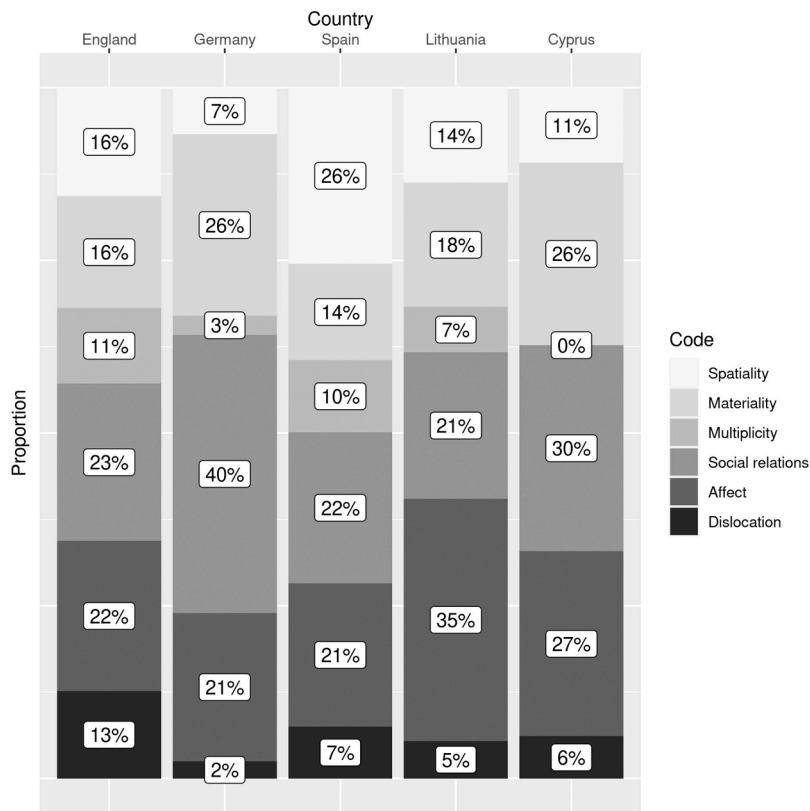 Country
England Germany Spain Lithuania Cyprus
16% 7% 26% 14% 11%
16% 26% 14% 18% 26%
11% 3% 10% 7% 0%
23% 40% 22% 21% 30%
22% 21% 21% 35% 27%
13% 2% 7% 5% 6%
Proportion
Code
Spatiality
Materiality
Multiplicity
Social relations
Affect
Dislocation